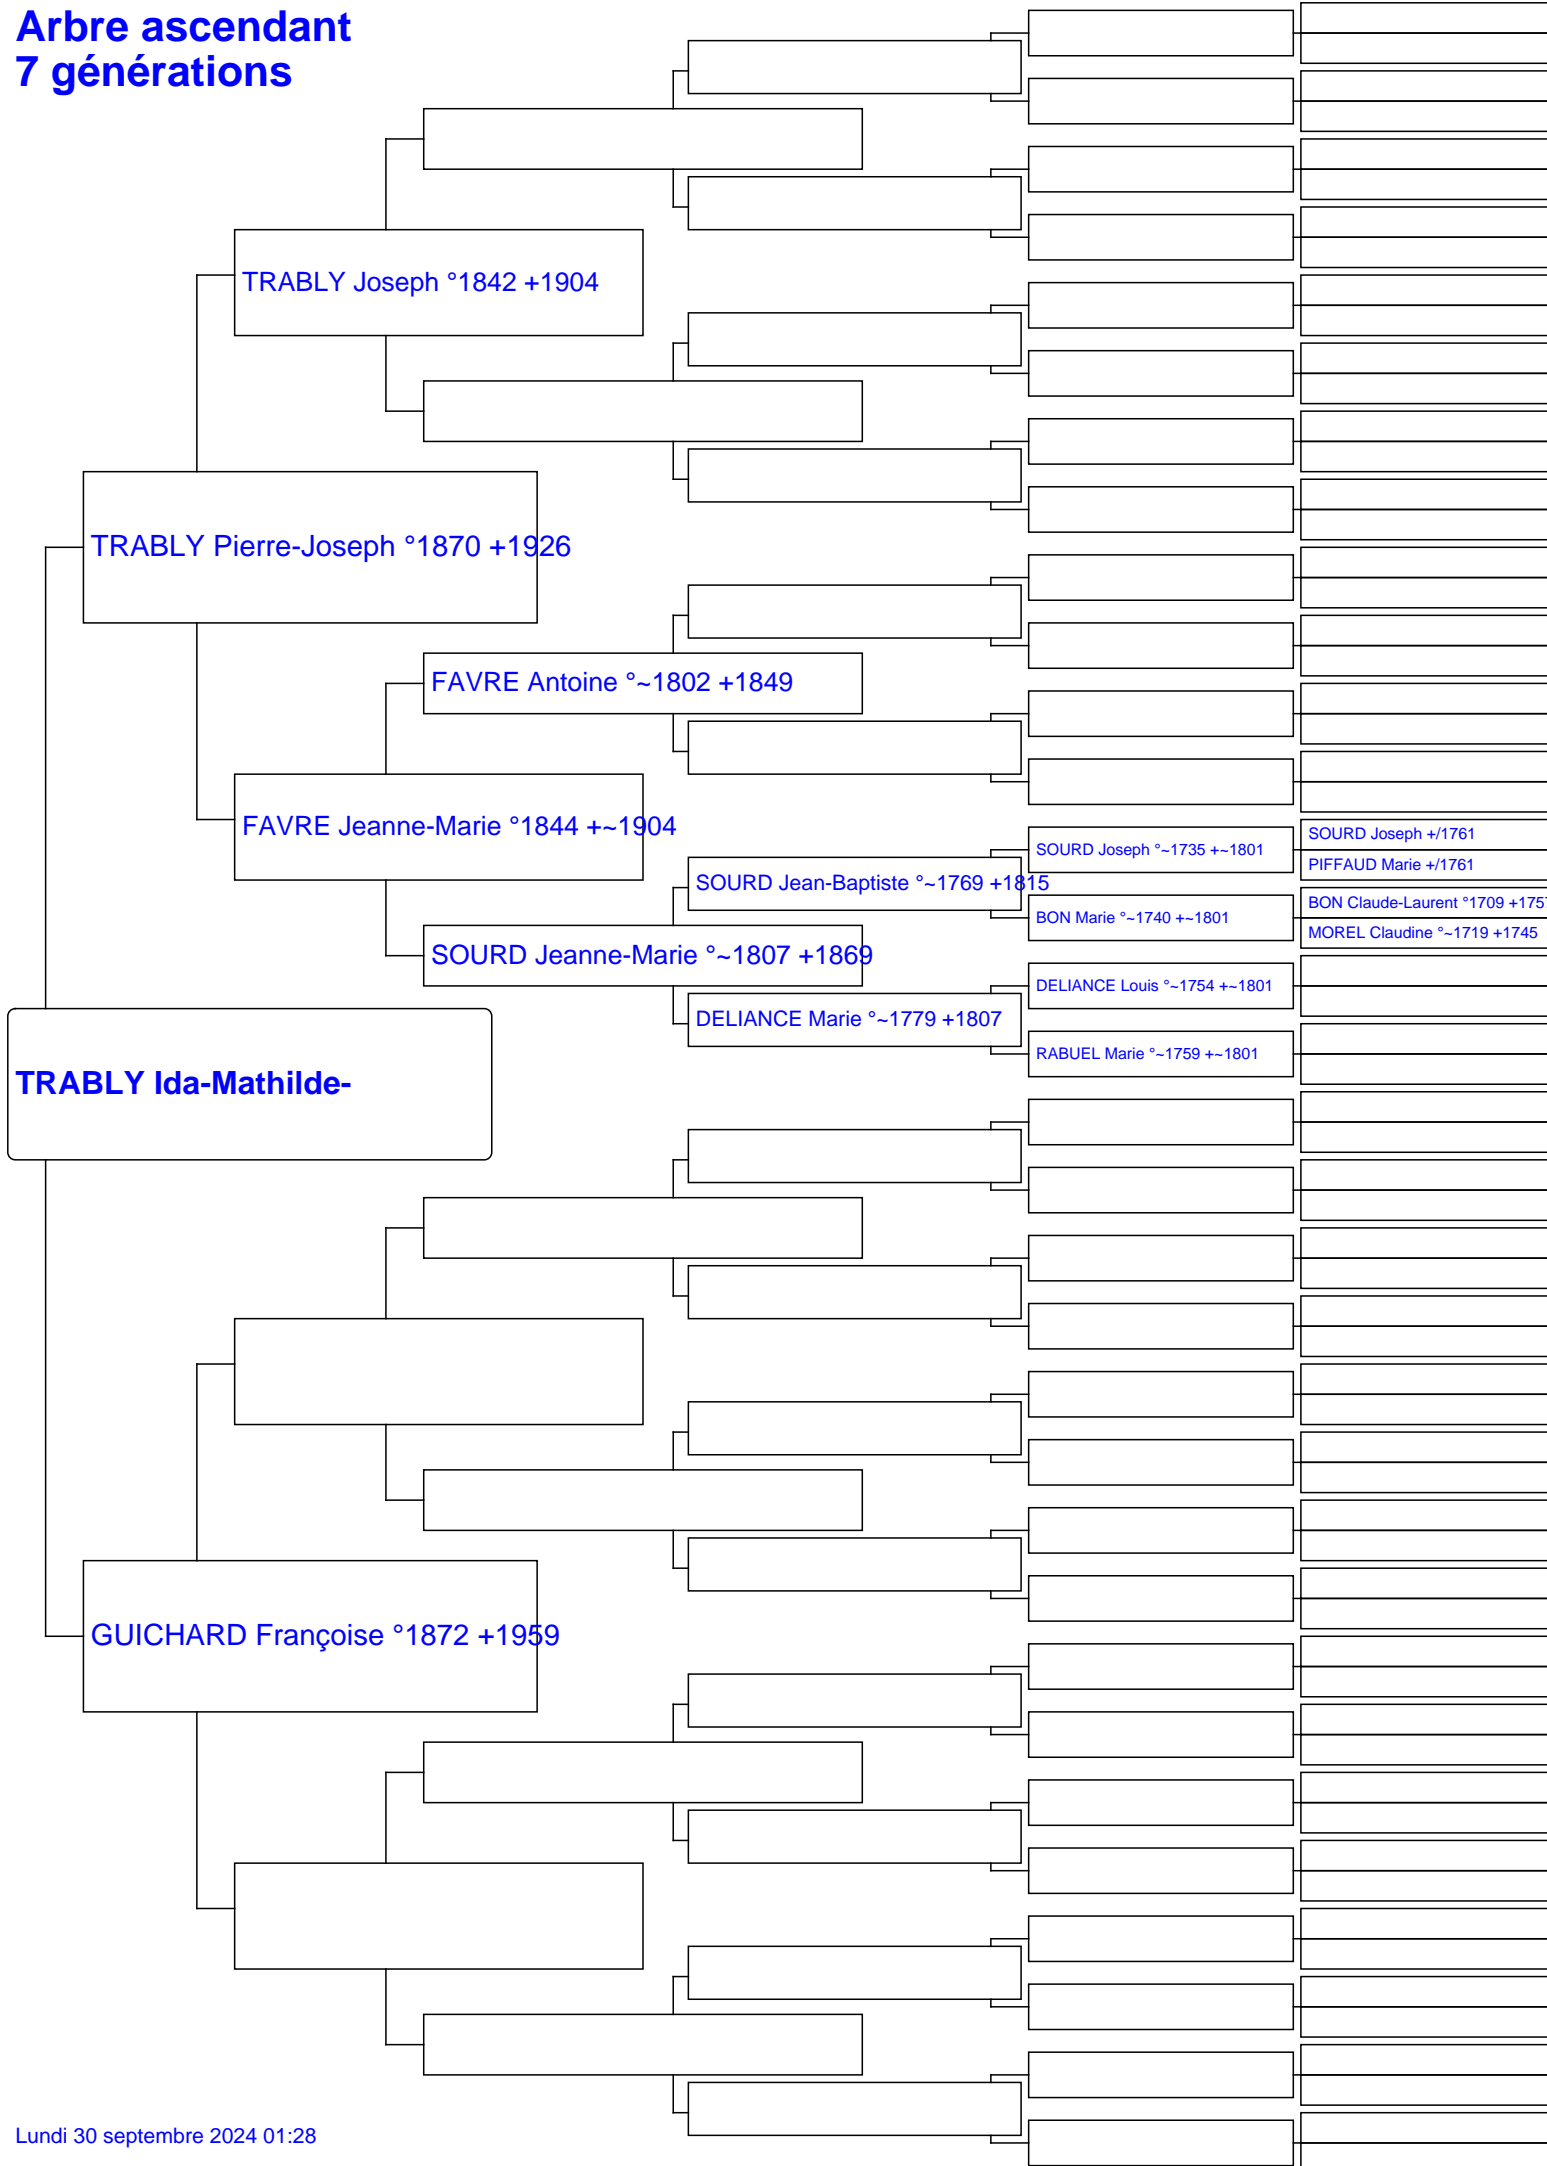 Arbre ascendant
7 générations
TRABLY Joseph °1842 +1904
TRABLY Pierre-Joseph °1870 +1926
FAVRE Antoine °~1802 +1849
FAVRE Jeanne-Marie °1844 +~1904
SOURD Joseph °~1735 +~1801
SOURD Joseph +/1761
PIFFAUD Marie +/1761
SOURD Jean-Baptiste °~1769 +1815
BON Marie °~1740 +~1801
BON Claude-Laurent °1709 +1757
MOREL Claudine °~1719 +1745
SOURD Jeanne-Marie °~1807 +1869
DELIANCE Louis °~1754 +~1801
DELIANCE Marie °~1779 +1807
RABUEL Marie °~1759 +~1801
TRABLY Ida-Mathilde-
GUICHARD Françoise °1872 +1959
Lundi 30 septembre 2024 01:28